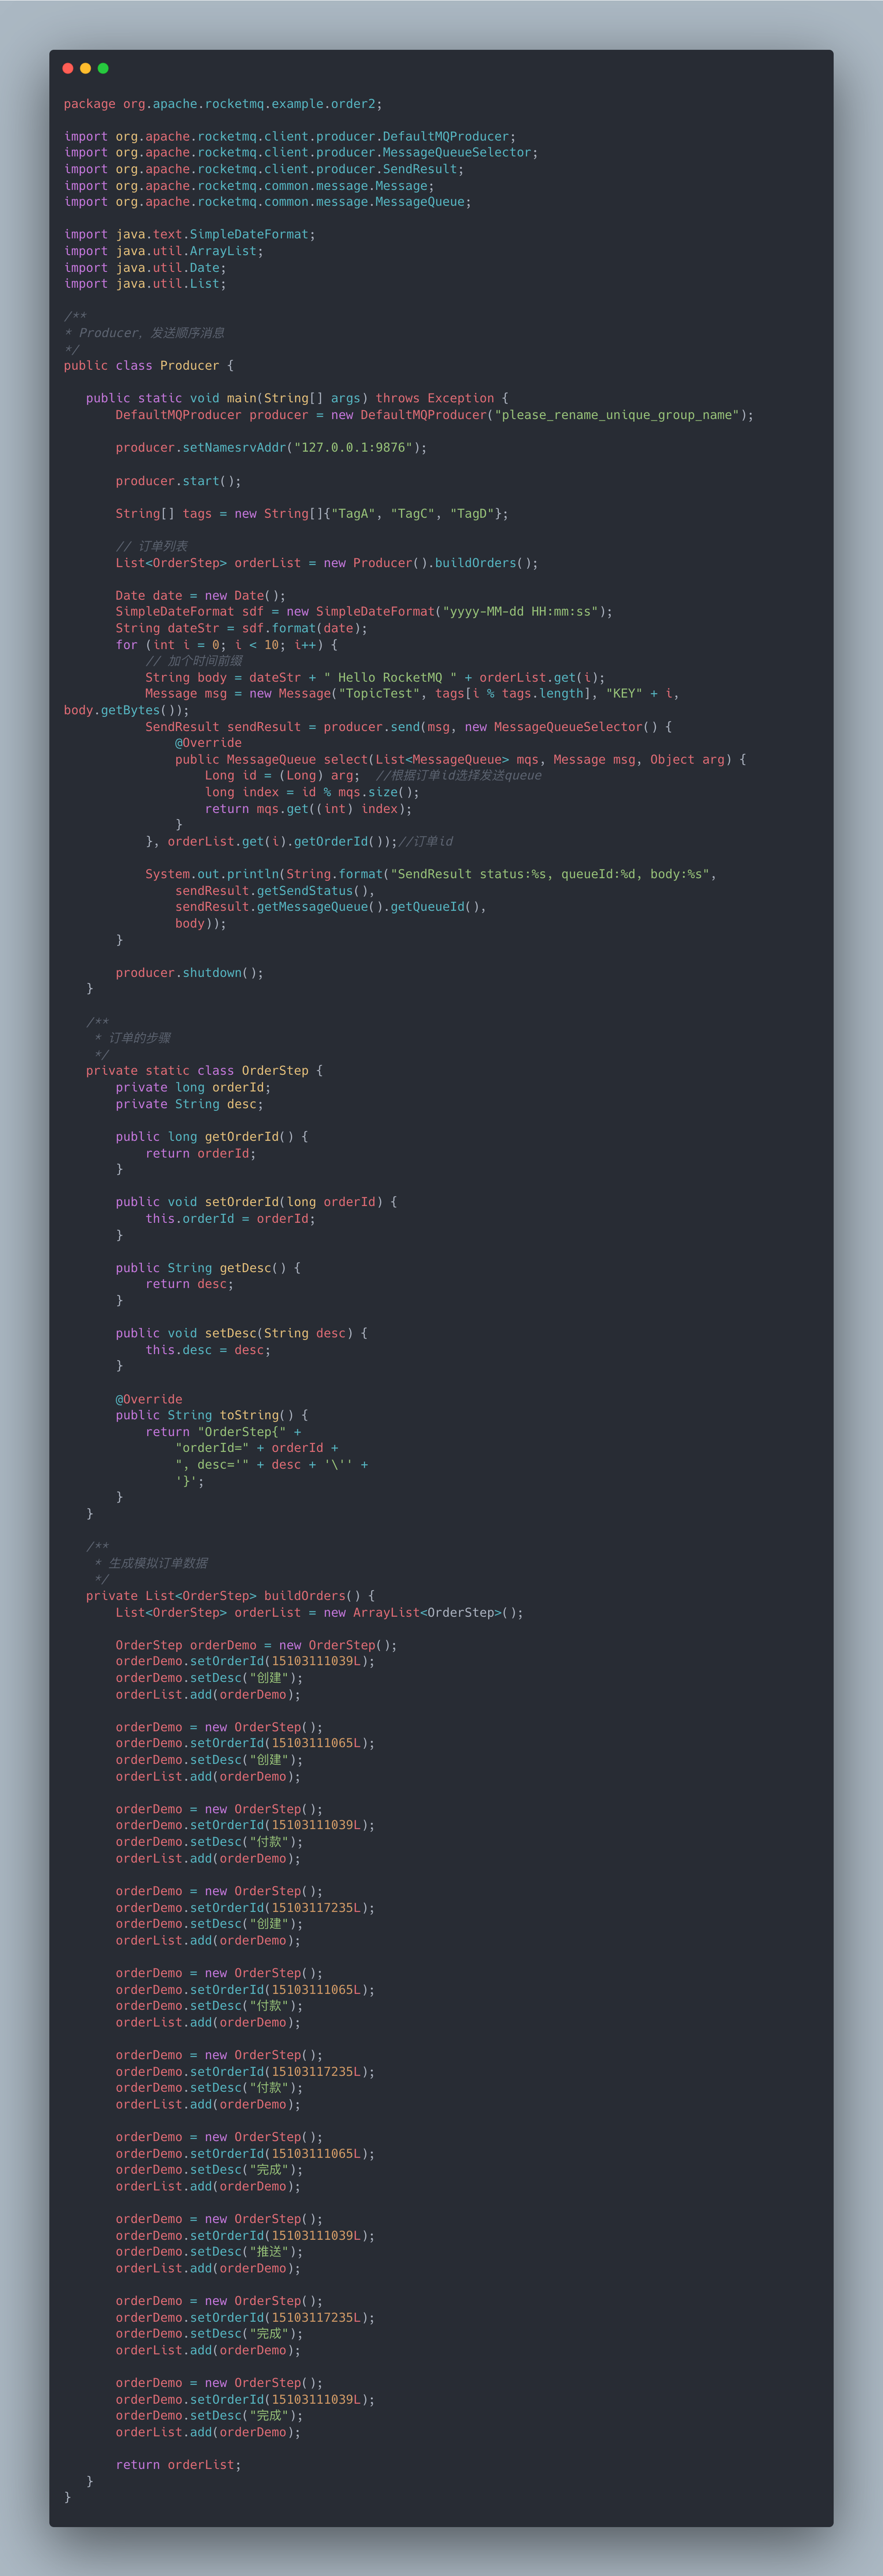 package org.apache.rocketmq.example.order2;

import org.apache.rocketmq.client.producer.DefaultMQProducer;
import org.apache.rocketmq.client.producer.MessageQueueSelector;
import org.apache.rocketmq.client.producer.SendResult;
import org.apache.rocketmq.common.message.Message;
import org.apache.rocketmq.common.message.MessageQueue;

import java.text.SimpleDateFormat;
import java.util.ArrayList;
import java.util.Date;
import java.util.List;

/**
* Producer，发送顺序消息
*/
public class Producer {

   public static void main(String[] args) throws Exception {
       DefaultMQProducer producer = new DefaultMQProducer("please_rename_unique_group_name");

       producer.setNamesrvAddr("127.0.0.1:9876");

       producer.start();

       String[] tags = new String[]{"TagA", "TagC", "TagD"};

       // 订单列表
       List<OrderStep> orderList = new Producer().buildOrders();

       Date date = new Date();
       SimpleDateFormat sdf = new SimpleDateFormat("yyyy-MM-dd HH:mm:ss");
       String dateStr = sdf.format(date);
       for (int i = 0; i < 10; i++) {
           // 加个时间前缀
           String body = dateStr + " Hello RocketMQ " + orderList.get(i);
           Message msg = new Message("TopicTest", tags[i % tags.length], "KEY" + i,
body.getBytes());
           SendResult sendResult = producer.send(msg, new MessageQueueSelector() {
               @Override
               public MessageQueue select(List<MessageQueue> mqs, Message msg, Object arg) {
                   Long id = (Long) arg;  //根据订单id选择发送queue
                   long index = id % mqs.size();
                   return mqs.get((int) index);
               }
           }, orderList.get(i).getOrderId());//订单id

           System.out.println(String.format("SendResult status:%s, queueId:%d, body:%s",
               sendResult.getSendStatus(),
               sendResult.getMessageQueue().getQueueId(),
               body));
       }

       producer.shutdown();
   }

   /**
    * 订单的步骤
    */
   private static class OrderStep {
       private long orderId;
       private String desc;

       public long getOrderId() {
           return orderId;
       }

       public void setOrderId(long orderId) {
           this.orderId = orderId;
       }

       public String getDesc() {
           return desc;
       }

       public void setDesc(String desc) {
           this.desc = desc;
       }

       @Override
       public String toString() {
           return "OrderStep{" +
               "orderId=" + orderId +
               ", desc='" + desc + '\'' +
               '}';
       }
   }

   /**
    * 生成模拟订单数据
    */
   private List<OrderStep> buildOrders() {
       List<OrderStep> orderList = new ArrayList<OrderStep>();

       OrderStep orderDemo = new OrderStep();
       orderDemo.setOrderId(15103111039L);
       orderDemo.setDesc("创建");
       orderList.add(orderDemo);

       orderDemo = new OrderStep();
       orderDemo.setOrderId(15103111065L);
       orderDemo.setDesc("创建");
       orderList.add(orderDemo);

       orderDemo = new OrderStep();
       orderDemo.setOrderId(15103111039L);
       orderDemo.setDesc("付款");
       orderList.add(orderDemo);

       orderDemo = new OrderStep();
       orderDemo.setOrderId(15103117235L);
       orderDemo.setDesc("创建");
       orderList.add(orderDemo);

       orderDemo = new OrderStep();
       orderDemo.setOrderId(15103111065L);
       orderDemo.setDesc("付款");
       orderList.add(orderDemo);

       orderDemo = new OrderStep();
       orderDemo.setOrderId(15103117235L);
       orderDemo.setDesc("付款");
       orderList.add(orderDemo);

       orderDemo = new OrderStep();
       orderDemo.setOrderId(15103111065L);
       orderDemo.setDesc("完成");
       orderList.add(orderDemo);

       orderDemo = new OrderStep();
       orderDemo.setOrderId(15103111039L);
       orderDemo.setDesc("推送");
       orderList.add(orderDemo);

       orderDemo = new OrderStep();
       orderDemo.setOrderId(15103117235L);
       orderDemo.setDesc("完成");
       orderList.add(orderDemo);

       orderDemo = new OrderStep();
       orderDemo.setOrderId(15103111039L);
       orderDemo.setDesc("完成");
       orderList.add(orderDemo);

       return orderList;
   }
}